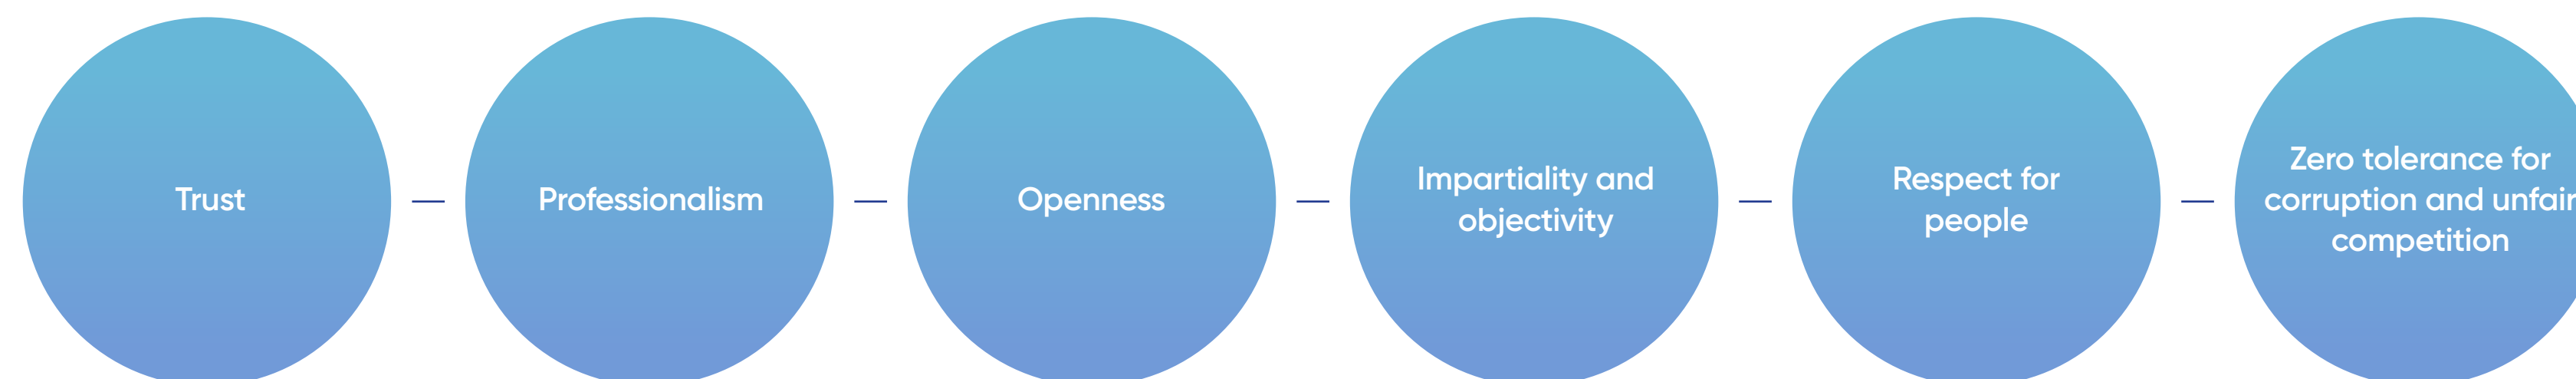 Trust
Professionalism
Openness
Impartiality and
objectivity
Respect for
people
Zero tolerance for
corruption and unfair
competition